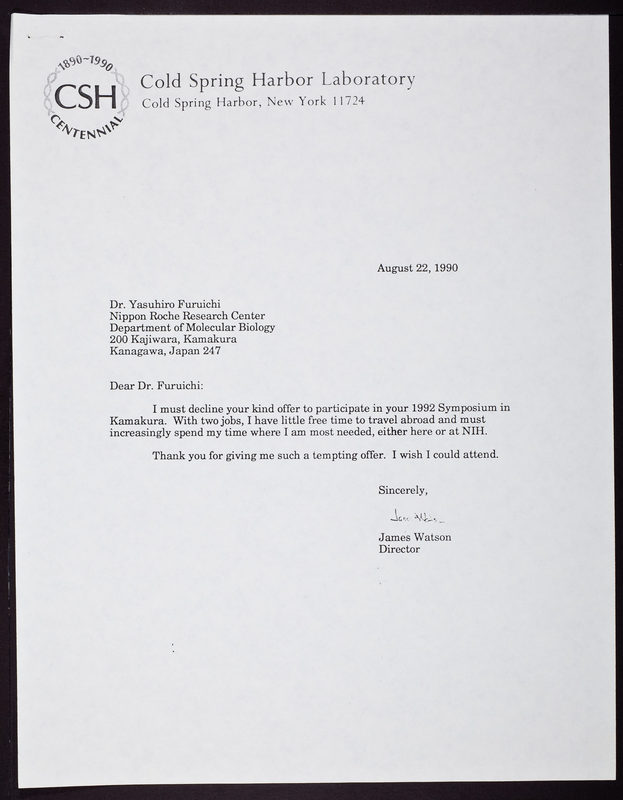 1890-1990
CSH
CENTENNIAL
Cold Spring Harbor Laboratory
Cold Spring Harbor, New York 11724
August 22, 1990
Dr. Yasuhiro Furuichi
Nippon Roche Research Center
Department of Molecular Biology
200 Kajiwara, Kamakura
Kanagawa, Japan 247
Dear Dr. Furuichi:
I must decline your kind offer to participate in your 1992 Symposium in
Kamakura. With two jobs, I have little free time to travel abroad and must
increasingly spend my time where I am most needed, either here or at NIH.
Thank you for giving me such a tempting offer. I wish I could attend.
Sincerely,
James Watson
Director